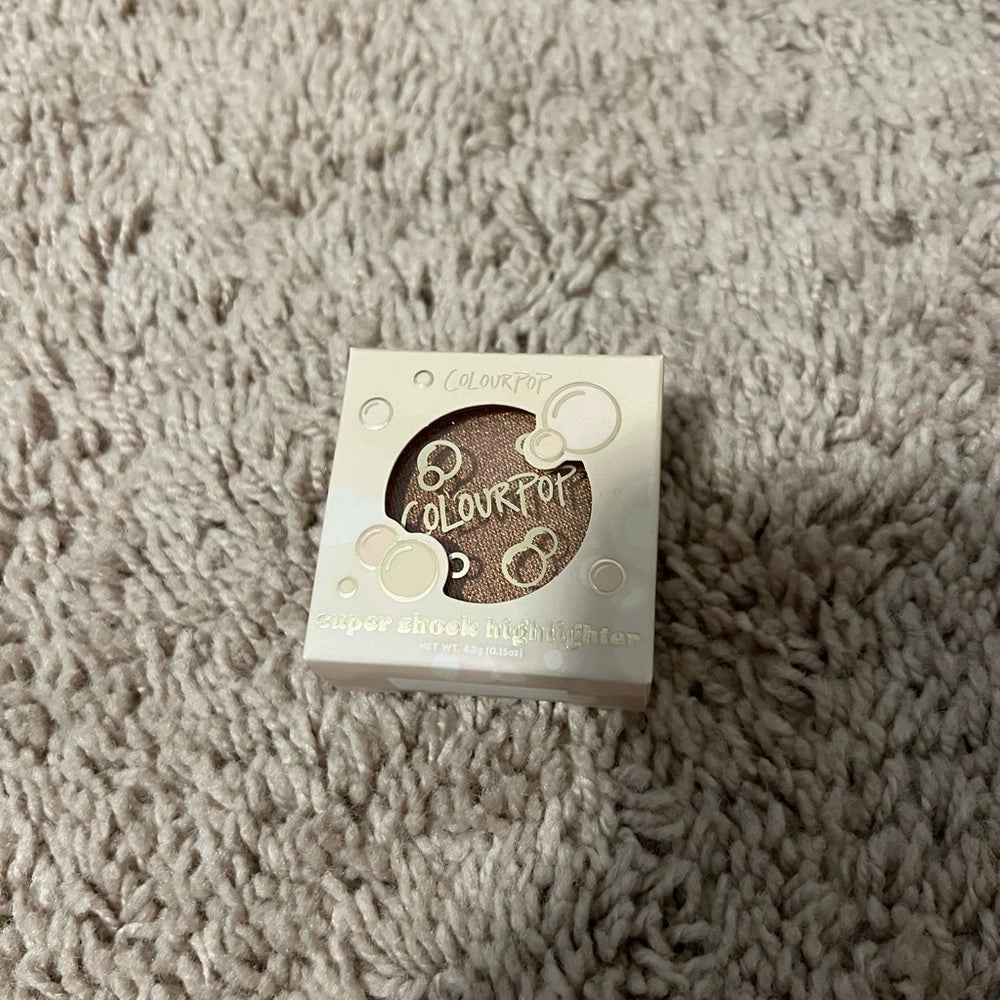 COLOURPOP
COLOURPOP
super shock highlighter
NET WT. 4.2g (0.15oz)